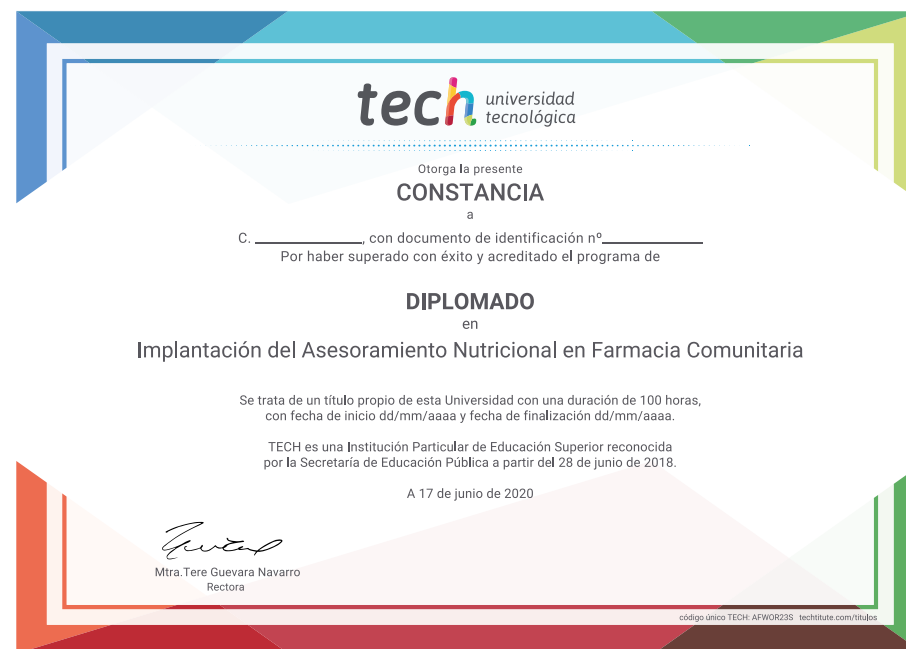 tech universidad
tecnológica
Otorga la presente
CONSTANCIA
a
C. ____________, con documento de identificación nº____________
Por haber superado con éxito y acreditado el programa de
DIPLOMADO
en
Implantación del Asesoramiento Nutricional en Farmacia Comunitaria
Se trata de un título propio de esta Universidad con una duración de 100 horas,
con fecha de inicio dd/mm/aaaa y fecha de finalización dd/mm/aaaa.
TECH es una Institución Particular de Educación Superior reconocida
por la Secretaría de Educación Pública a partir del 28 de junio de 2018.
A 17 de junio de 2020
Mtra.Tere Guevara Navarro
Rectora
código único TECH: AFWOR23S techtitute.com/titulos